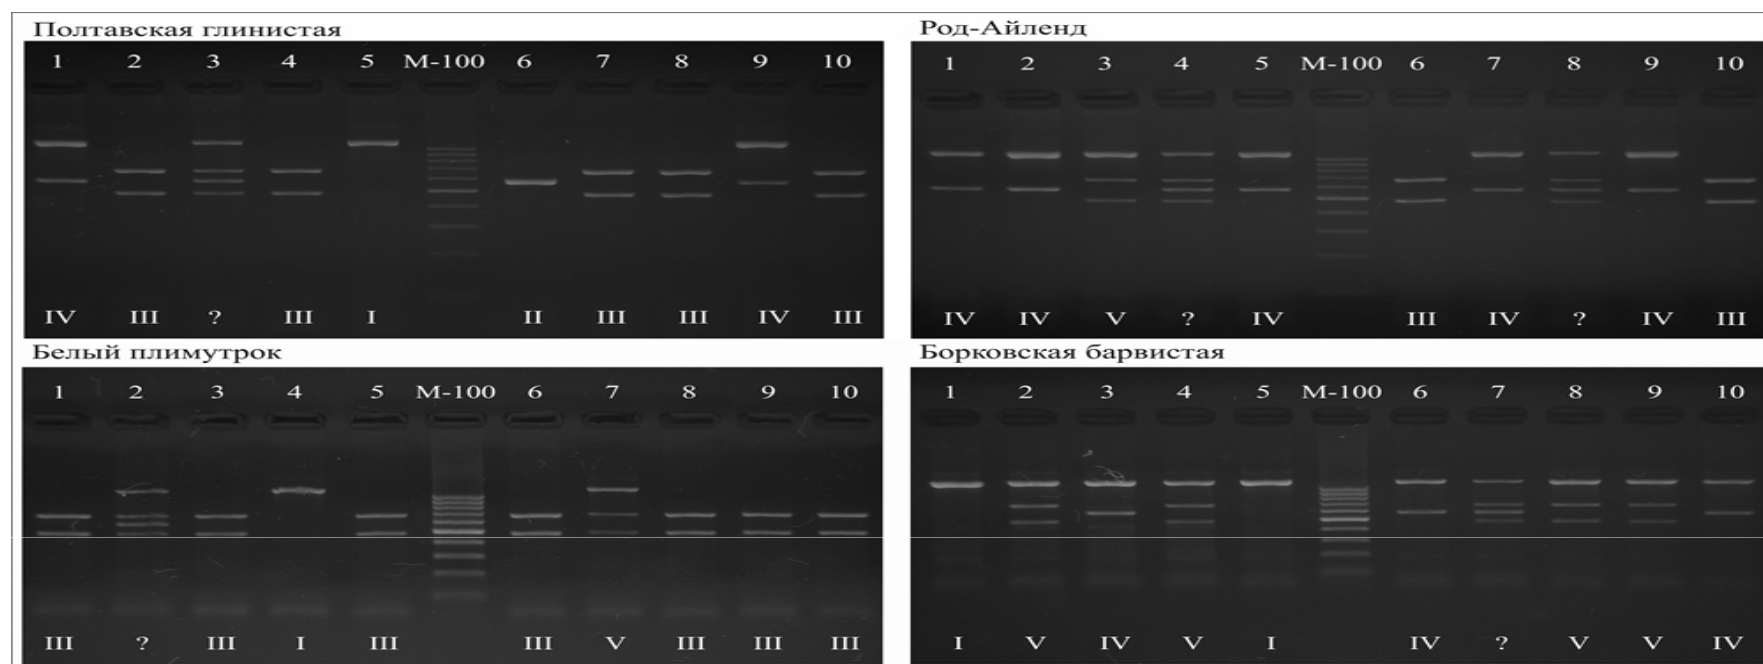 Полтавская глинистая
1 2 3 4 5 M-100 6 7 8 9 10
IV III ? III I II III III IV III
Род-Айленд
1 2 3 4 5 M-100 6 7 8 9 10
IV IV V ? IV III IV ? IV III
Белый плимутрок
1 2 3 4 5 M-100 6 7 8 9 10
III ? III I III III V III III III
Борковская барвистая
1 2 3 4 5 M-100 6 7 8 9 10
I V IV V I IV ? V V IV